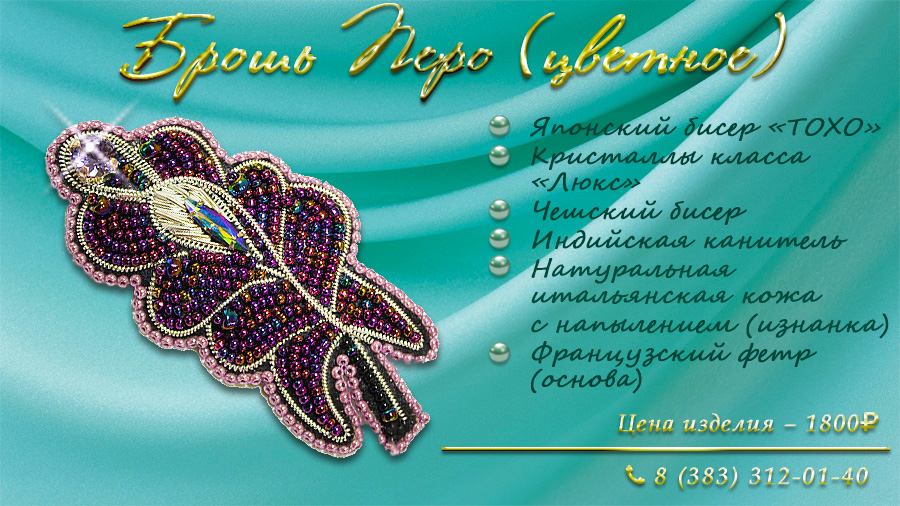 Брошь Перо (цветное)
Японский бисер «ТОХО»
Кристаллы класса
«Люкс»
Чешский бисер
Индийская канитель
Натуральная
итальянская кожа
с напылением (изнанка)
Французский фетр
(основа)
Цена изделия – 1800₽
8 (383) 312-01-40